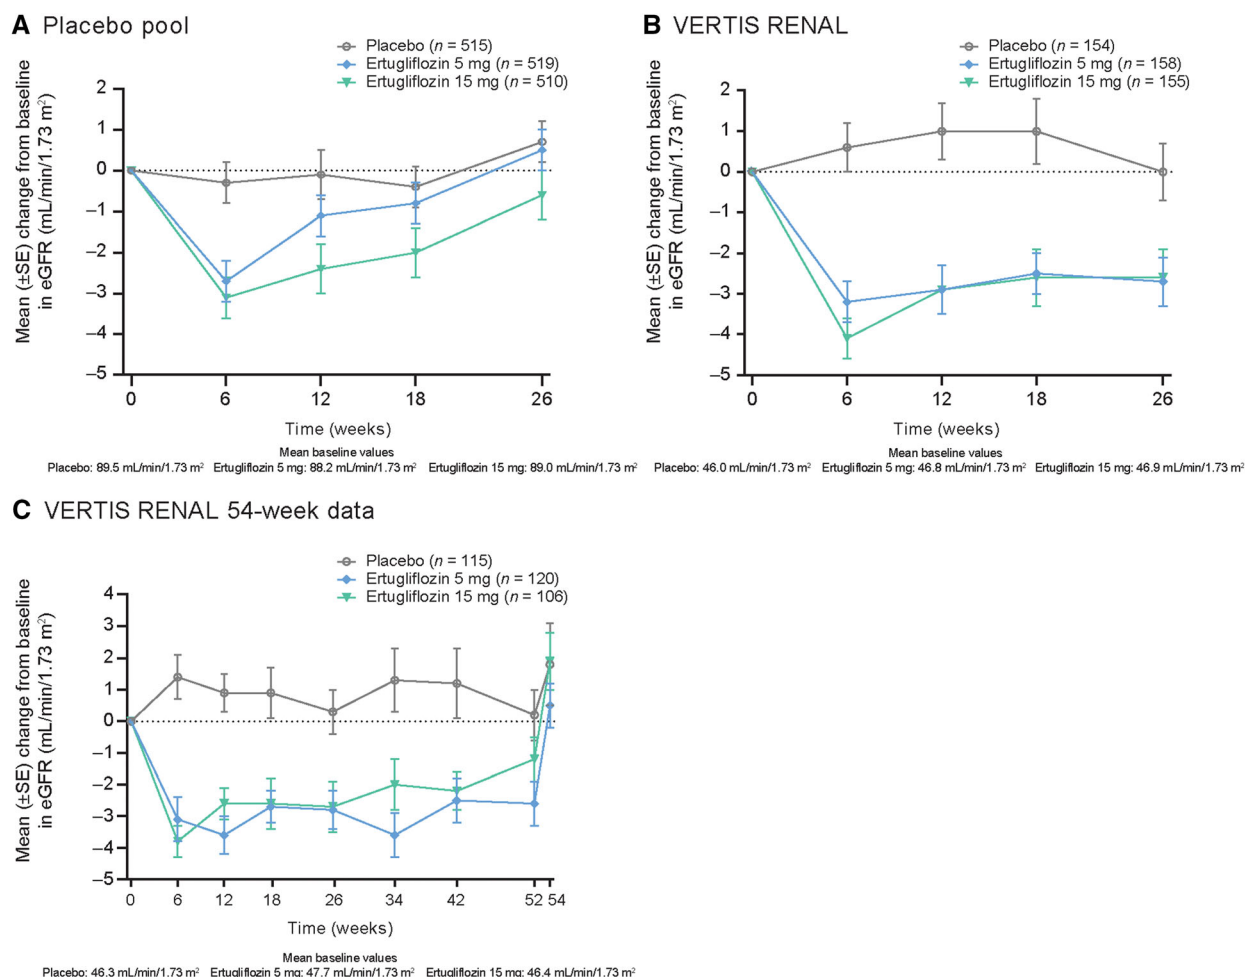 A Placebo pool
Placebo (n = 515)
Ertugliflozin 5 mg (n = 519)
Ertugliflozin 15 mg (n = 510)
Mean (±SE) change from baseline
in eGFR (mL/min/1.73 m²)
2
1
0
–1
–2
–3
–4
–5
0 6 12 18 26
Time (weeks)
Mean baseline values
Placebo: 89.5 mL/min/1.73 m² Ertugliflozin 5 mg: 88.2 mL/min/1.73 m² Ertugliflozin 15 mg: 89.0 mL/min/1.73 m²
B VERTIS RENAL
Placebo (n = 154)
Ertugliflozin 5 mg (n = 158)
Ertugliflozin 15 mg (n = 155)
Mean (±SE) change from baseline
in eGFR (mL/min/1.73 m²)
2
1
0
–1
–2
–3
–4
–5
0 6 12 18 26
Time (weeks)
Mean baseline values
Placebo: 46.0 mL/min/1.73 m² Ertugliflozin 5 mg: 46.8 mL/min/1.73 m² Ertugliflozin 15 mg: 46.9 mL/min/1.73 m²
C VERTIS RENAL 54-week data
Placebo (n = 115)
Ertugliflozin 5 mg (n = 120)
Ertugliflozin 15 mg (n = 106)
Mean (±SE) change from baseline
in eGFR (mL/min/1.73 m²)
4
3
2
1
0
–1
–2
–3
–4
–5
0 6 12 18 26 34 42 52 54
Time (weeks)
Mean baseline values
Placebo: 46.3 mL/min/1.73 m² Ertugliflozin 5 mg: 47.7 mL/min/1.73 m² Ertugliflozin 15 mg: 46.4 mL/min/1.73 m²